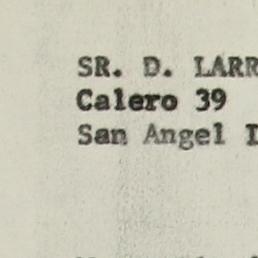 SR. D. LARR
Calero 39
San Angel